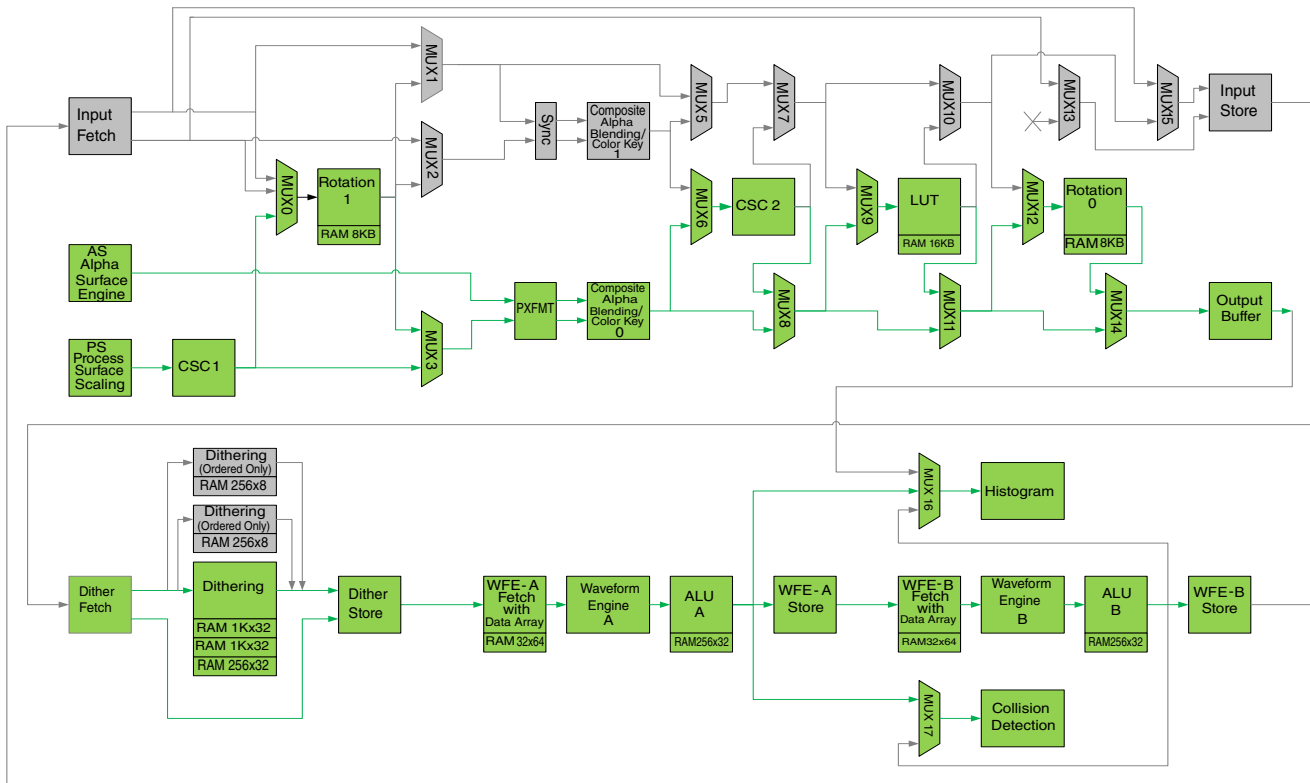 Input
Fetch
MUX1
MUX2
Sync
Composite
Alpha
Blending/
Color Key
1
MUX5
MUX7
MUX10
MUX13
MUX15
Input
Store
MUX0
Rotation
1
RAM 8KB
MUX6
CSC 2
MUX9
LUT
RAM 16KB
MUX12
Rotation
0
RAM 8KB
AS
Alpha
Surface
Engine
PXFMT
Composite
Alpha
Blending/
Color Key
0
MUX8
MUX11
MUX14
Output
Buffer
PS
Process
Surface
Scaling
CSC 1
MUX3
Dithering
(Ordered Only)
RAM 256x8
Dithering
(Ordered Only)
RAM 256x8
MUX 16
Histogram
Dither
Fetch
Dithering
RAM 1Kx32
RAM 1Kx32
RAM 256x32
Dither
Store
WFE-A
Fetch
with
Data Array
RAM 32x64
Waveform
Engine
A
ALU
A
RAM256x32
WFE-A
Store
WFE-B
Fetch
with
Data Array
RAM32x64
Waveform
Engine
B
ALU
B
RAM256x32
WFE-B
Store
MUX 17
Collision
Detection